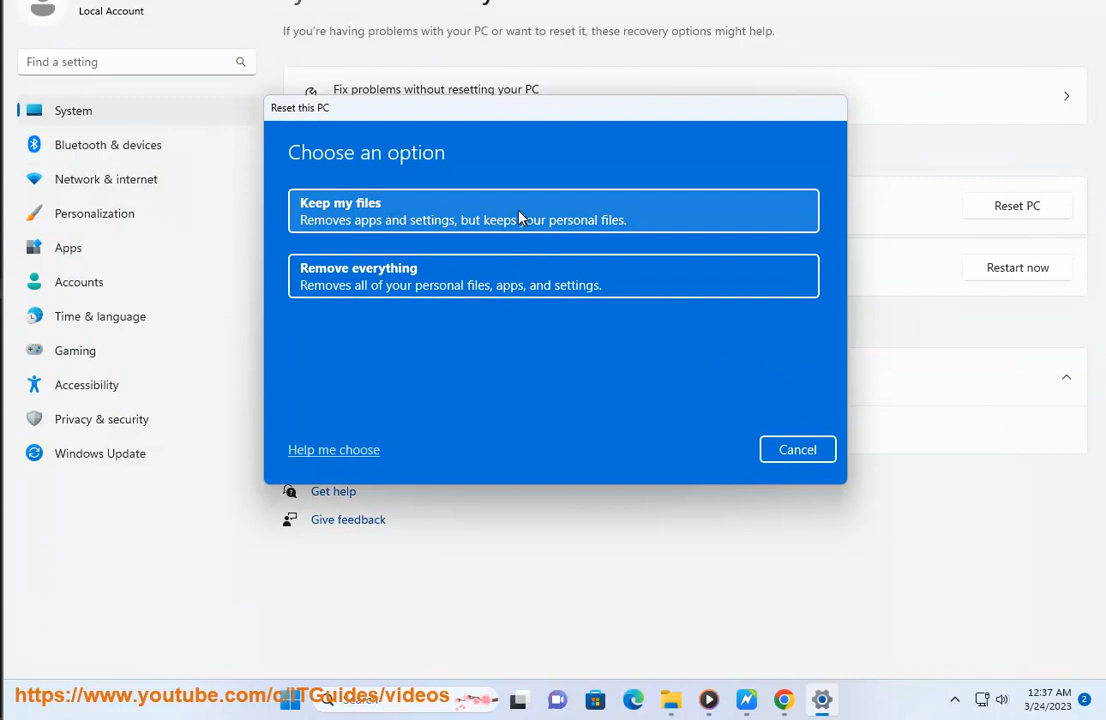 Local Account
If you're having problems with your PC or want to reset it, these recovery options might help.
Find a setting
Fix problems without resetting your PC
Reset this PC
System
Choose an option
Bluetooth & devices
Network & internet
Keep my files
Removes apps and settings, but keeps your personal files.
Reset PC
Personalization
Apps
Remove everything
Removes all of your personal files, apps, and settings.
Restart now
Accounts
Time & language
Gaming
Accessibility
Privacy & security
Windows Update
Help me choose
Cancel
Get help
Give feedback
https://www.youtube.com/c/ITGuides/videos
Search
12:37 AM
3/24/2023
2